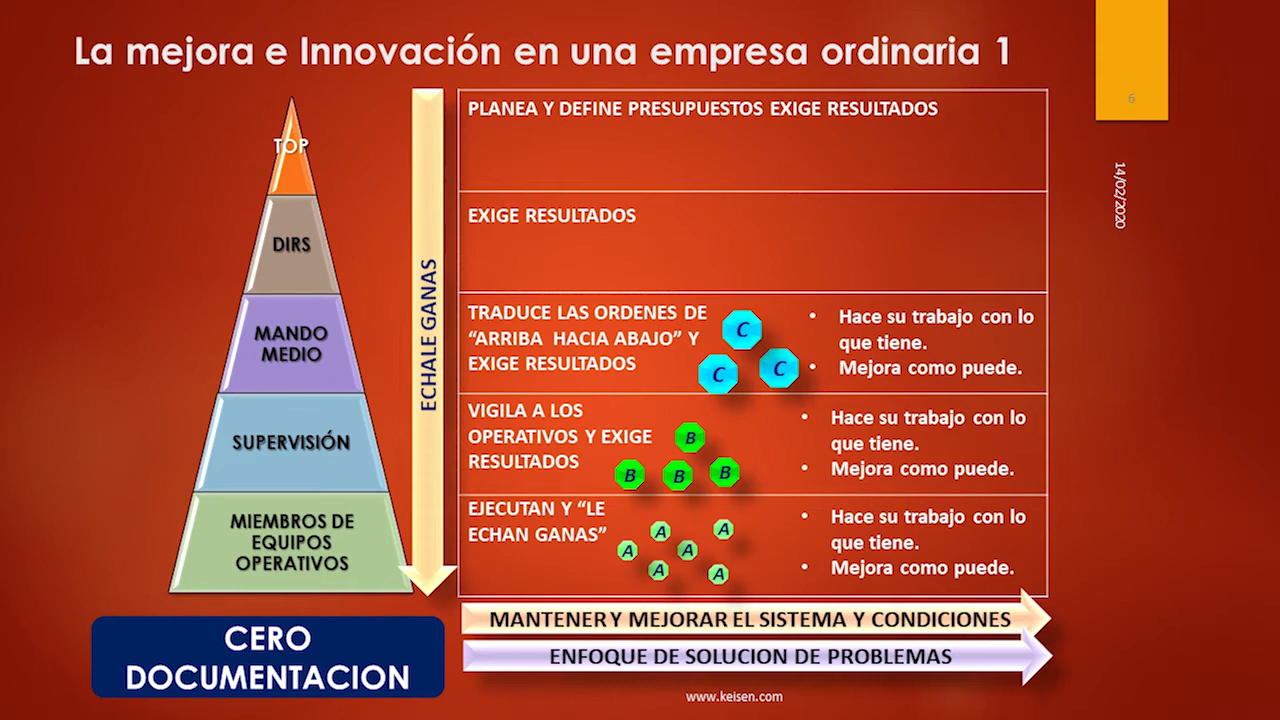 La mejora e Innovación en una empresa ordinaria 1
6
14/02/2020
TOP
DIRS
MANDO
MEDIO
SUPERVISIÓN
MIEMBROS DE
EQUIPOS
OPERATIVOS
ECHALE GANAS
PLANEA Y DEFINE PRESUPUESTOS EXIGE RESULTADOS
EXIGE RESULTADOS
TRADUCE LAS ORDENES DE
“ARRIBA HACIA ABAJO” Y
EXIGE RESULTADOS
C
C
C
• Hace su trabajo con lo
que tiene.
• Mejora como puede.
VIGILA A LOS
OPERATIVOS Y EXIGE
RESULTADOS
B
B
B
B
• Hace su trabajo con lo
que tiene.
• Mejora como puede.
EJECUTAN Y “LE
ECHAN GANAS”
A
A
A
A
A
A
• Hace su trabajo con lo
que tiene.
• Mejora como puede.
MANTENER Y MEJORAR EL SISTEMA Y CONDICIONES
ENFOQUE DE SOLUCION DE PROBLEMAS
CERO
DOCUMENTACION
www.keisen.com